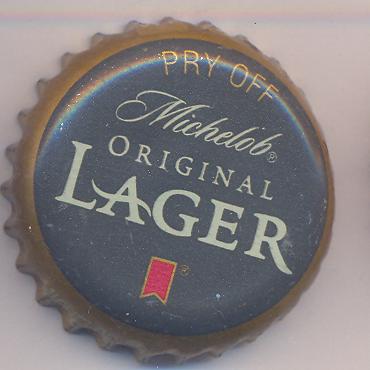 PRY OFF
Michelob®
ORIGINAL
LAGER
®